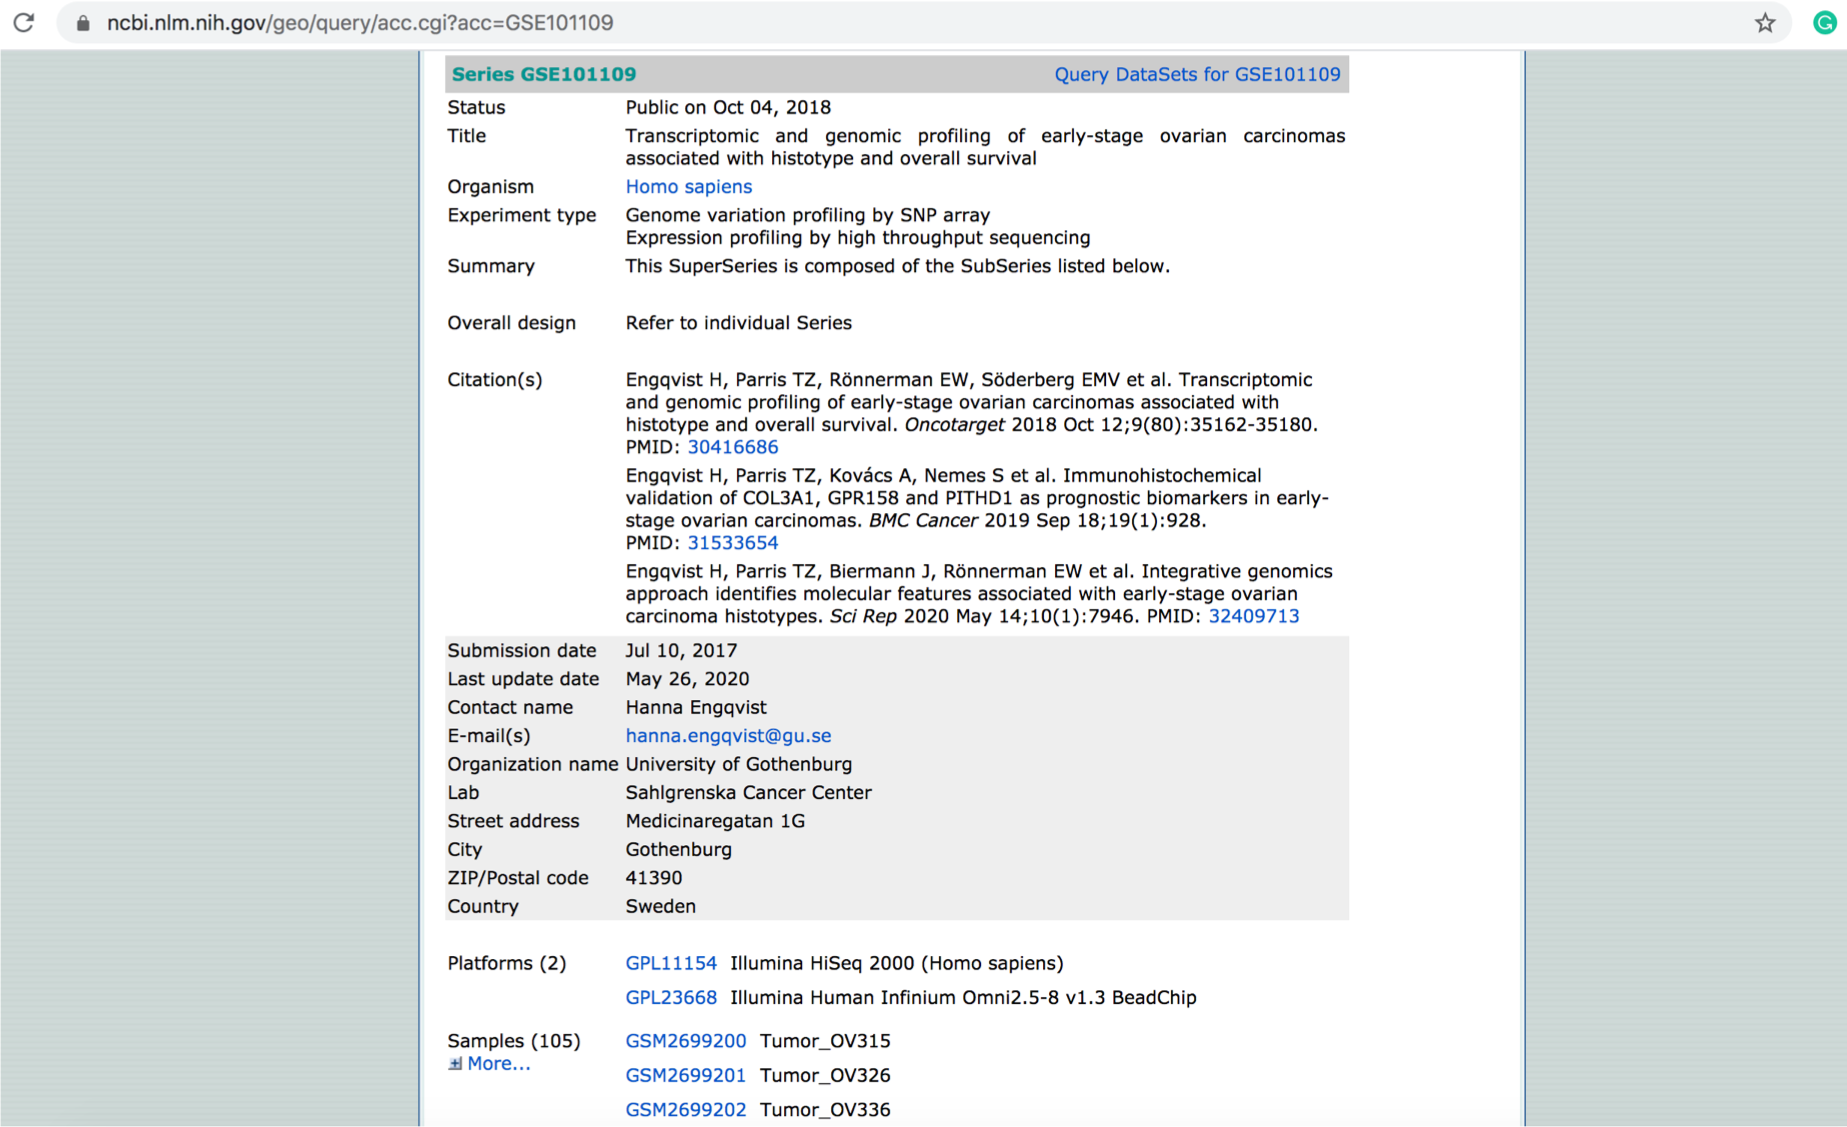 ncbi.nlm.nih.gov/geo/query/acc.cgi?acc=GSE101109
G
Series GSE101109 Query DataSets for GSE101109
Status Public on Oct 04, 2018
Title Transcriptomic and genomic profiling of early-stage ovarian carcinomas
associated with histotype and overall survival
Organism Homo sapiens
Experiment type Genome variation profiling by SNP array
Expression profiling by high throughput sequencing
Summary This SuperSeries is composed of the SubSeries listed below.
Overall design Refer to individual Series
Citation(s) Engqvist H, Parris TZ, Rönnerman EW, Söderberg EMV et al. Transcriptomic
and genomic profiling of early-stage ovarian carcinomas associated with
histotype and overall survival. Oncotarget 2018 Oct 12;9(80):35162-35180.
PMID: 30416686
Engqvist H, Parris TZ, Kovács A, Nemes S et al. Immunohistochemical
validation of COL3A1, GPR158 and PITHD1 as prognostic biomarkers in early-
stage ovarian carcinomas. BMC Cancer 2019 Sep 18;19(1):928.
PMID: 31533654
Engqvist H, Parris TZ, Biermann J, Rönnerman EW et al. Integrative genomics
approach identifies molecular features associated with early-stage ovarian
carcinoma histotypes. Sci Rep 2020 May 14;10(1):7946. PMID: 32409713
Submission date Jul 10, 2017
Last update date May 26, 2020
Contact name Hanna Engqvist
E-mail(s) hanna.engqvist@gu.se
Organization name University of Gothenburg
Lab Sahlgrenska Cancer Center
Street address Medicinaregatan 1G
City Gothenburg
ZIP/Postal code 41390
Country Sweden
Platforms (2) GPL11154 Illumina HiSeq 2000 (Homo sapiens)
GPL23668 Illumina Human Infinium Omni2.5-8 v1.3 BeadChip
Samples (105) GSM2699200 Tumor_OV315
More...
GSM2699201 Tumor_OV326
GSM2699202 Tumor_OV336